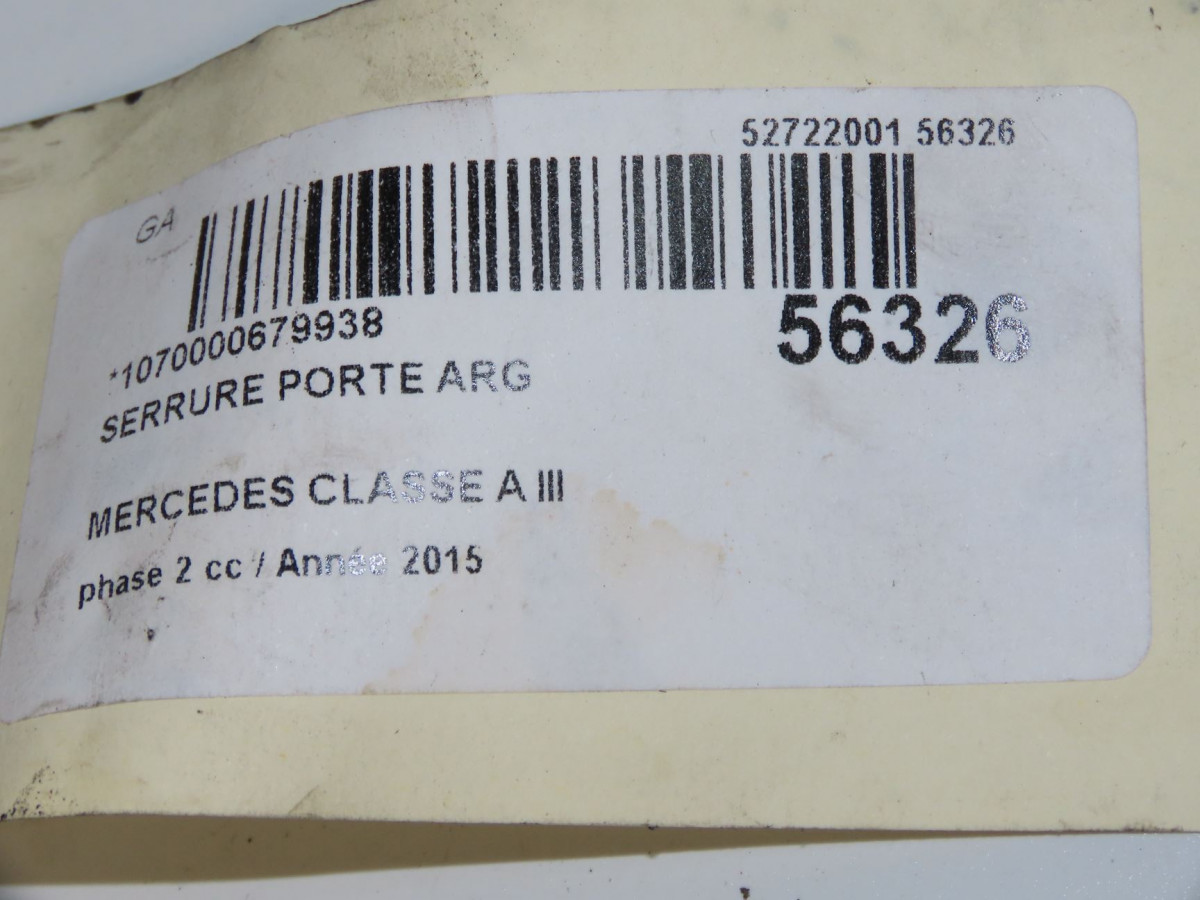 52722001 56326
GA
*1070000679938
56326
SERRURE PORTE ARG
MERCEDES CLASSE A III
phase 2 cc / Année 2015